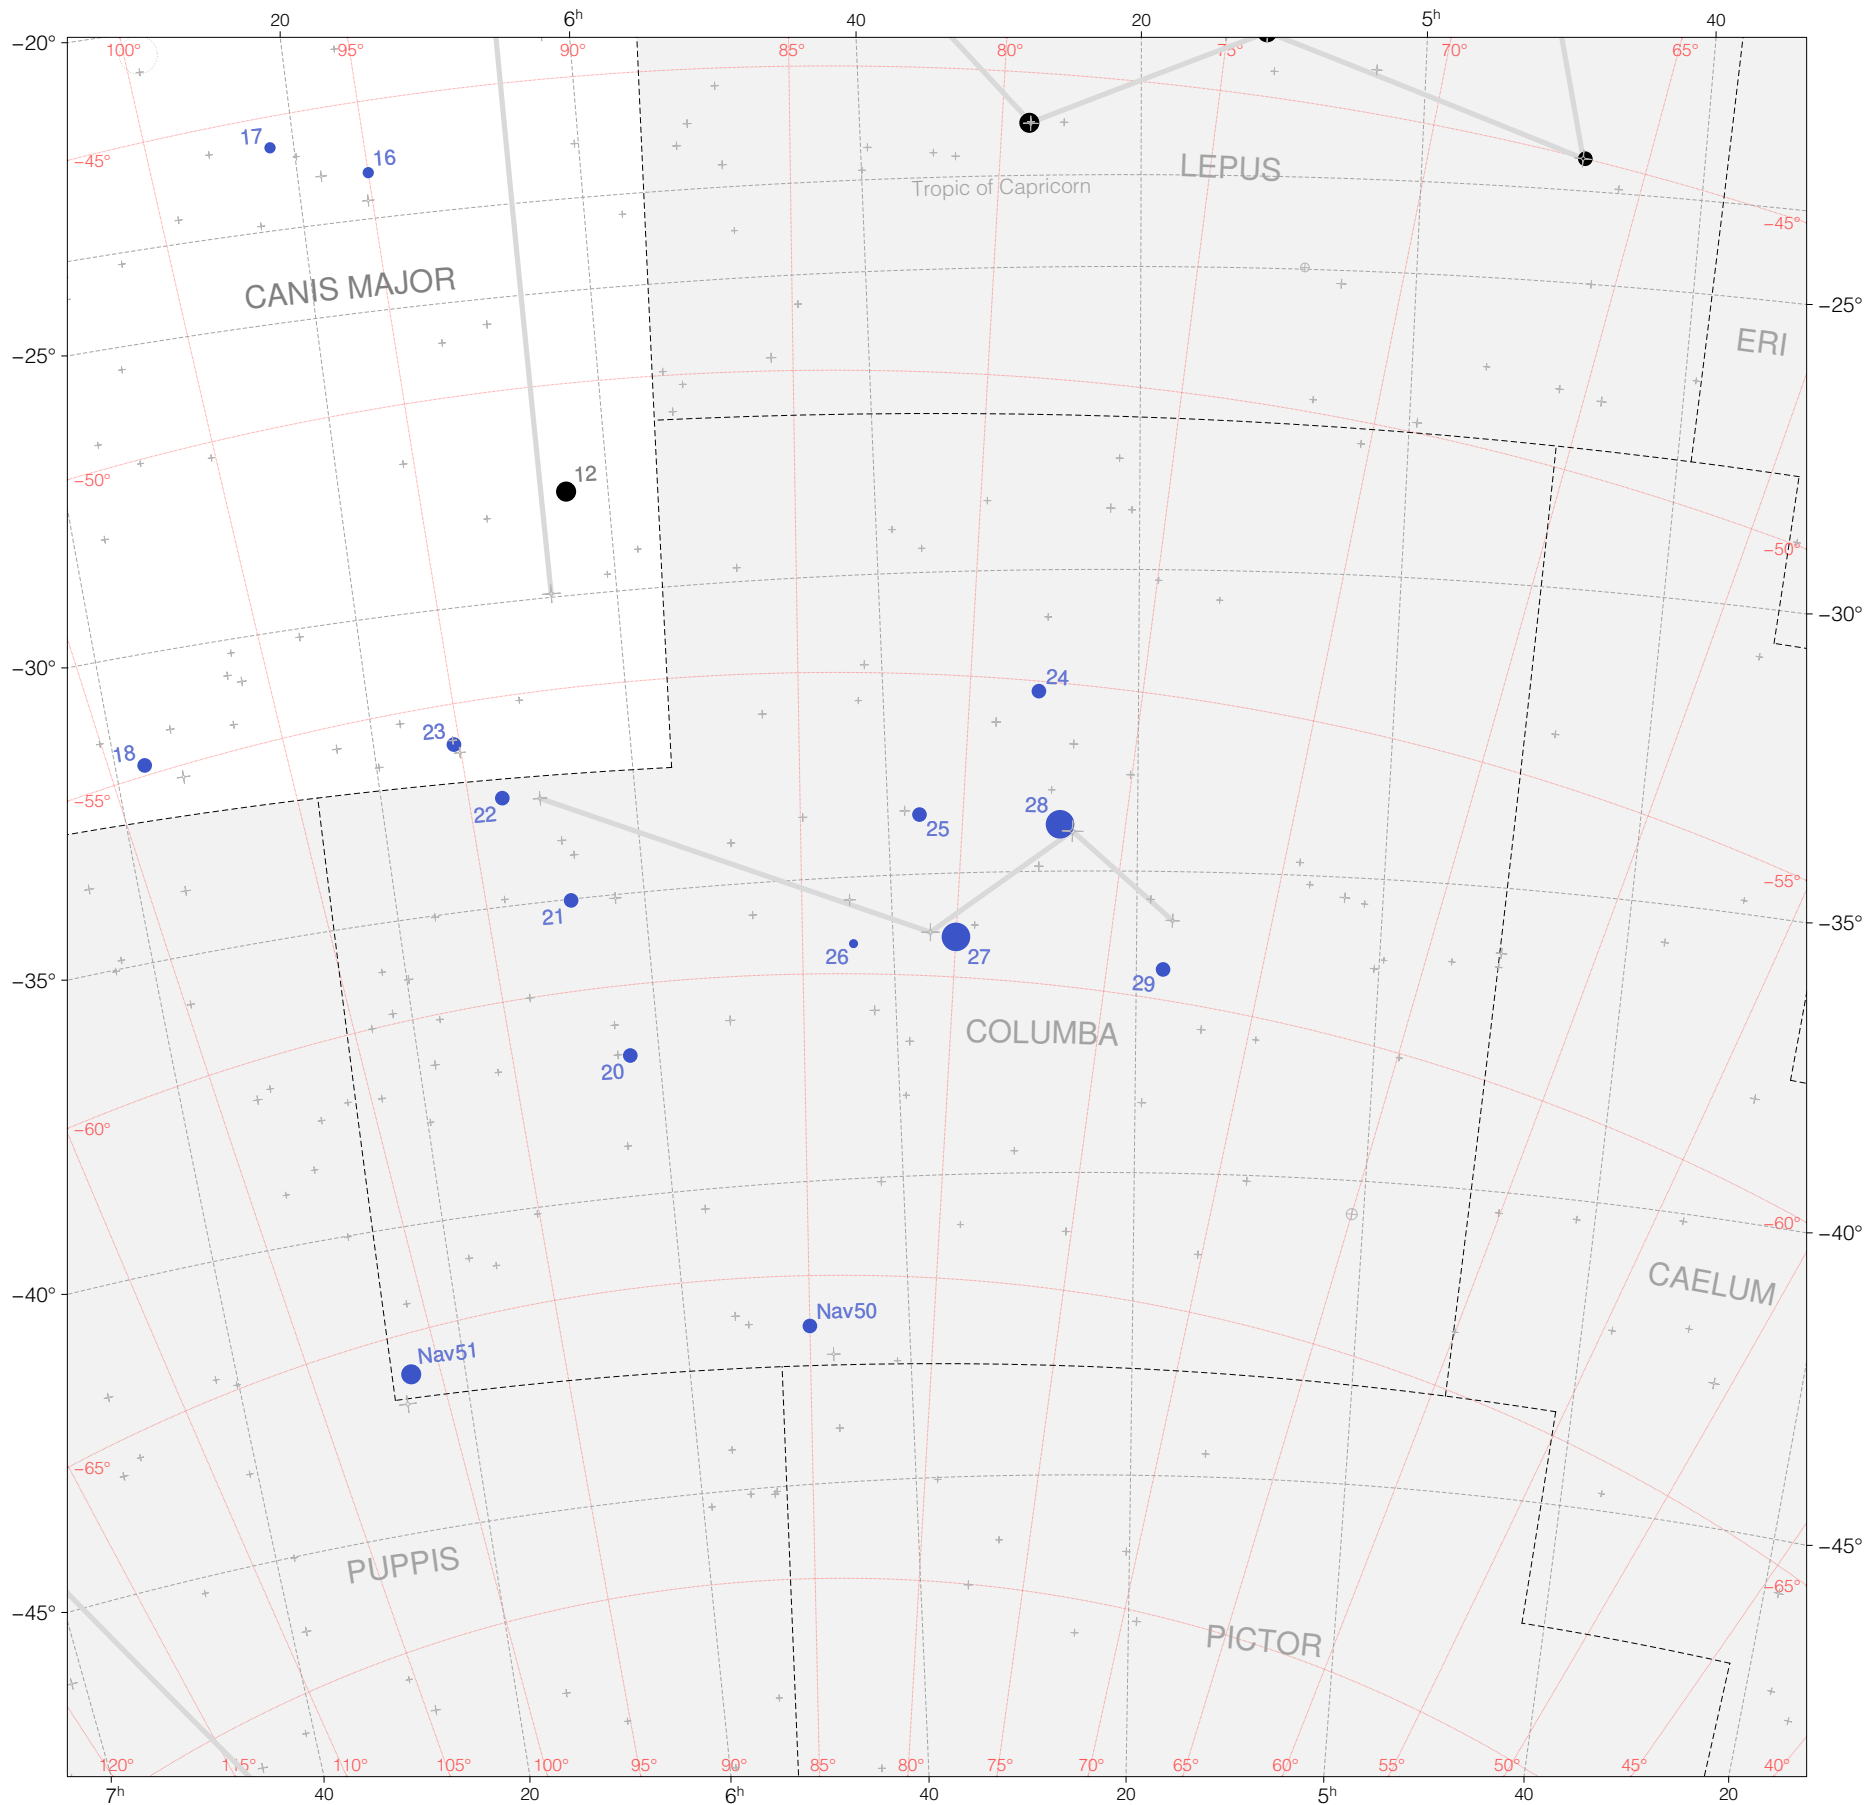 20 6h 40 20 5h 40
−20° 100° 95° 90° 85° 80° 75° 70° 65°
17 16
−45° LEPUS
Tropic of Capricorn
−45°
CANIS MAJOR
−25°
ERI
−25°
12
−50°
−50°
−30°
−30°
24
23
18
−55°
22 28
25
−55°
21
−35°
26 27
−35° 29
COLUMBA
20
−60°
−60°
−40°
CAELUM
−40°
Nav50
Nav51
−65°
−45°
PUPPIS
−65°
−45°
PICTOR
120° 115° 110° 105° 100° 95° 90° 85° 80° 75° 70° 65° 60° 55° 50° 45° 40°
7h 40 20 6h 40 20 5h 40 20